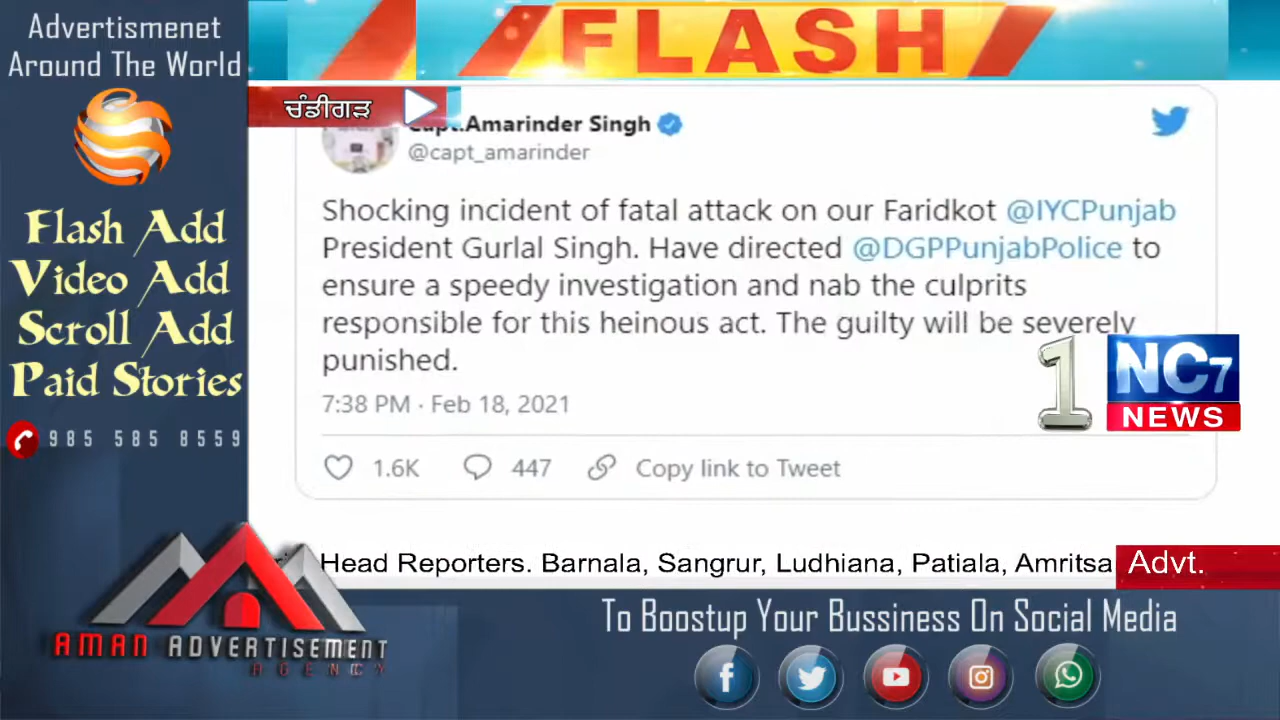 Advertismenet
Around The World
Flash Add
Video Add
Scroll Add
Paid Stories
985 585 8559
FLASH
ਚੰਡੀਗੜ
Capt.Amarinder Singh
@capt_amarinder
Shocking incident of fatal attack on our Faridkot @IYCPunjab
President Gurlal Singh. Have directed @DGPPunjabPolice to
ensure a speedy investigation and nab the culprits
responsible for this heinous act. The guilty will be severely
punished.
7:38 PM · Feb 18, 2021
1.6K 447 Copy link to Tweet
1 NC7
NEWS
Head Reporters. Barnala, Sangrur, Ludhiana, Patiala, Amritsa
Advt.
AMAN ADVERTISEMENT
AGENCY
To Boostup Your Bussiness On Social Media